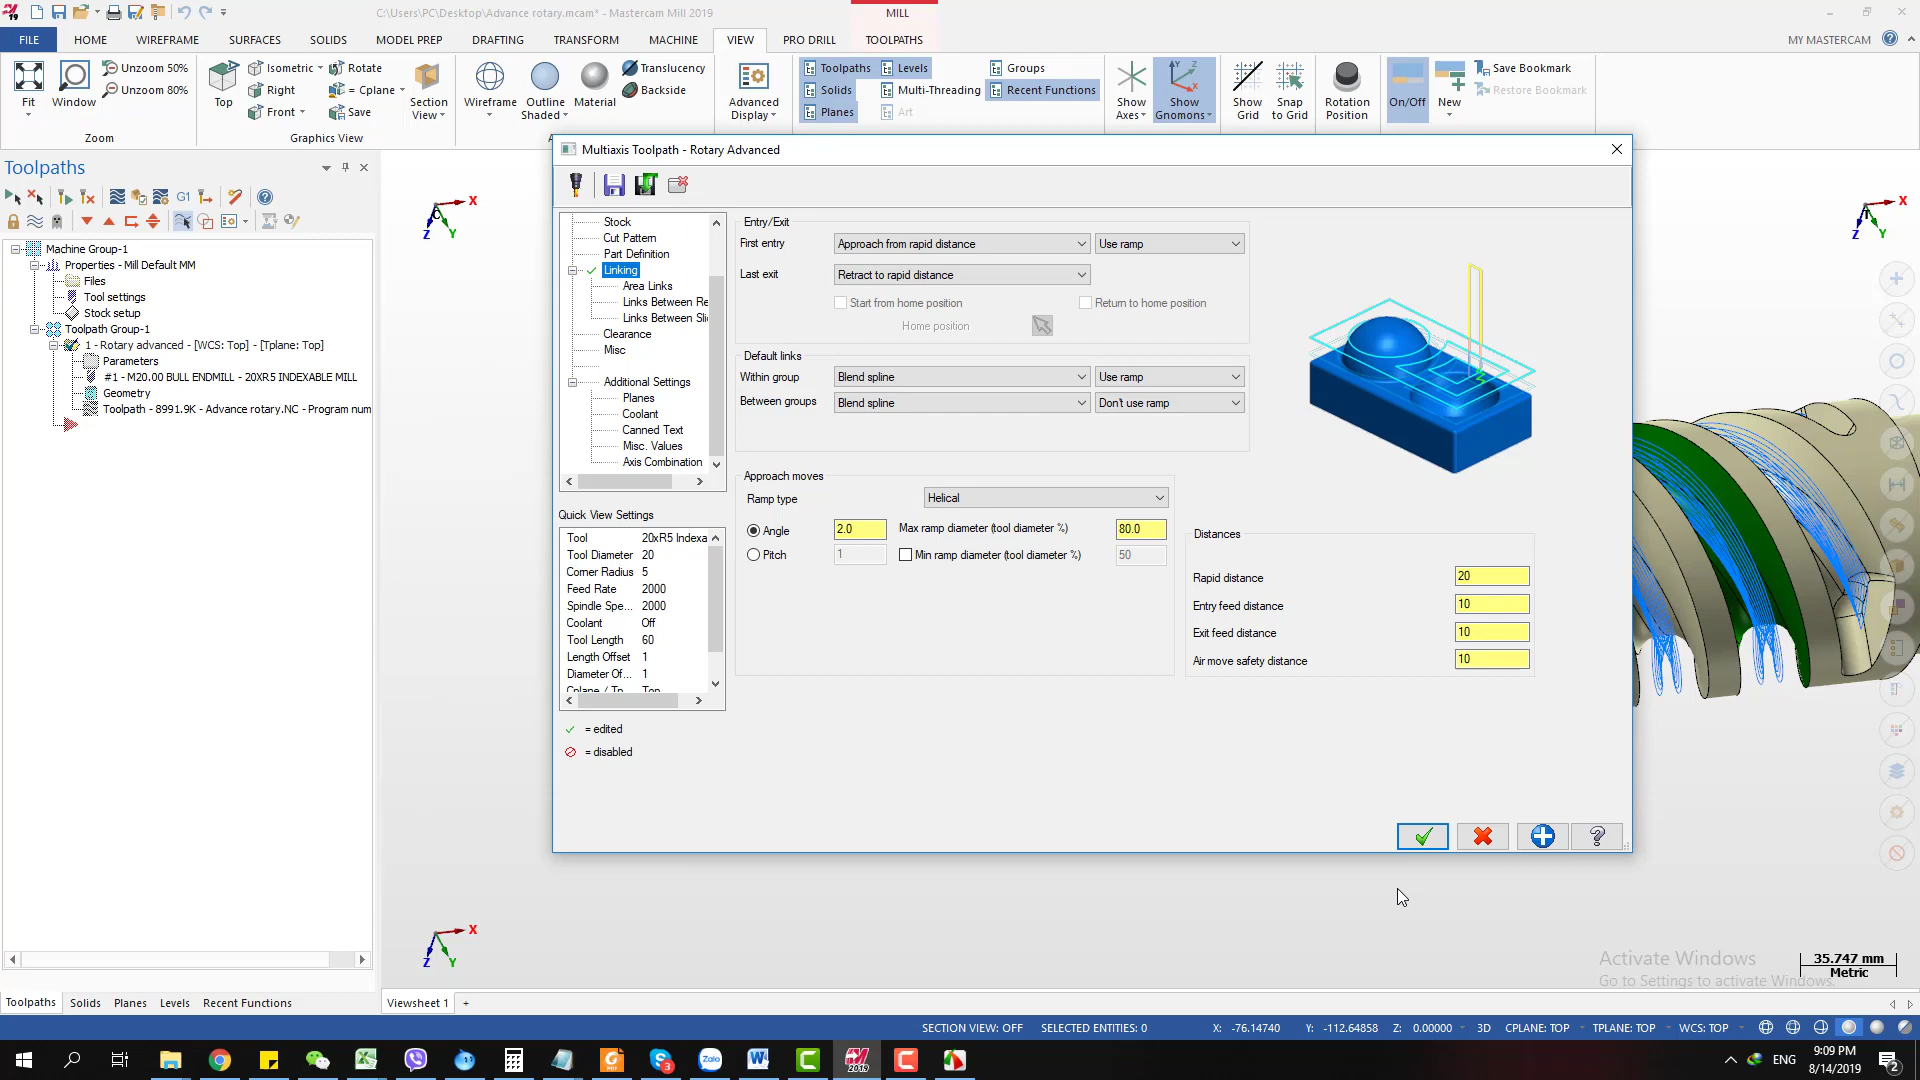 C:\Users\PC\Desktop\Advance rotary.mcam* - Mastercam Mill 2019
MILL
FILE HOME WIREFRAME SURFACES SOLIDS MODEL PREP DRAFTING TRANSFORM MACHINE VIEW PRO DRILL TOOLPATHS MY MASTERCAM
Fit Window Unzoom 50% Unzoom 80%
Zoom
Top Isometric Right Front Rotate = Cplane Save Section View
Graphics View
Wireframe Outline Shaded Material Translucency Backside
Advanced Display
Toolpaths Levels Groups
Solids Multi-Threading Recent Functions
Planes Art
Show Axes Show Gnomons Show Grid Snap to Grid Rotation Position On/Off New Save Bookmark Restore Bookmark
Toolpaths
Machine Group-1
Properties - Mill Default MM
Files
Tool settings
Stock setup
Toolpath Group-1
1 - Rotary advanced - [WCS: Top] - [Tplane: Top]
Parameters
#1 - M20.00 BULL ENDMILL - 20XR5 INDEXABLE MILL
Geometry
Toolpath - 8991.9K - Advance rotary.NC - Program num
Toolpaths Solids Planes Levels Recent Functions
Multiaxis Toolpath - Rotary Advanced
Stock
Cut Pattern
Part Definition
Linking
Area Links
Links Between Re
Links Between Sli
Clearance
Misc
Additional Settings
Planes
Coolant
Canned Text
Misc. Values
Axis Combination
Quick View Settings
Tool 20xR5 Indexa
Tool Diameter 20
Corner Radius 5
Feed Rate 2000
Spindle Spe... 2000
Coolant Off
Tool Length 60
Length Offset 1
Diameter Of... 1
Cplane / Tp... Top
= edited
= disabled
Entry/Exit
First entry Approach from rapid distance Use ramp
Last exit Retract to rapid distance
Start from home position Return to home position
Home position
Default links
Within group Blend spline Use ramp
Between groups Blend spline Don't use ramp
Approach moves
Ramp type Helical
Angle 2.0 Max ramp diameter (tool diameter %) 80.0
Pitch 1 Min ramp diameter (tool diameter %) 50
Distances
Rapid distance 20
Entry feed distance 10
Exit feed distance 10
Air move safety distance 10
X
Z Y
C
X
Z Y
X
Z Y
T
Activate Windows
Go to Settings to activate Windows.
35.747 mm
Metric
Viewsheet 1 +
SECTION VIEW: OFF SELECTED ENTITIES: 0 X: -76.14740 Y: -112.64858 Z: 0.00000 3D CPLANE: TOP TPLANE: TOP WCS: TOP
ENG
9:09 PM
8/14/2019